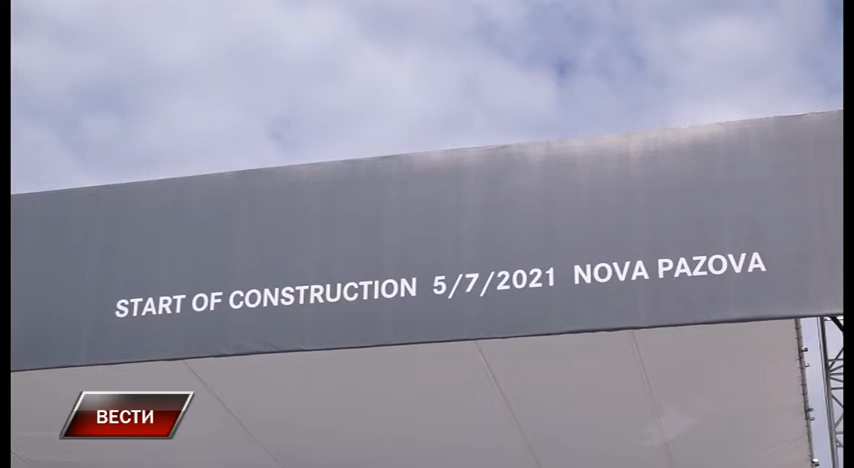 START OF CONSTRUCTION 5/7/2021 NOVA PAZOVA
ВЕСТИ